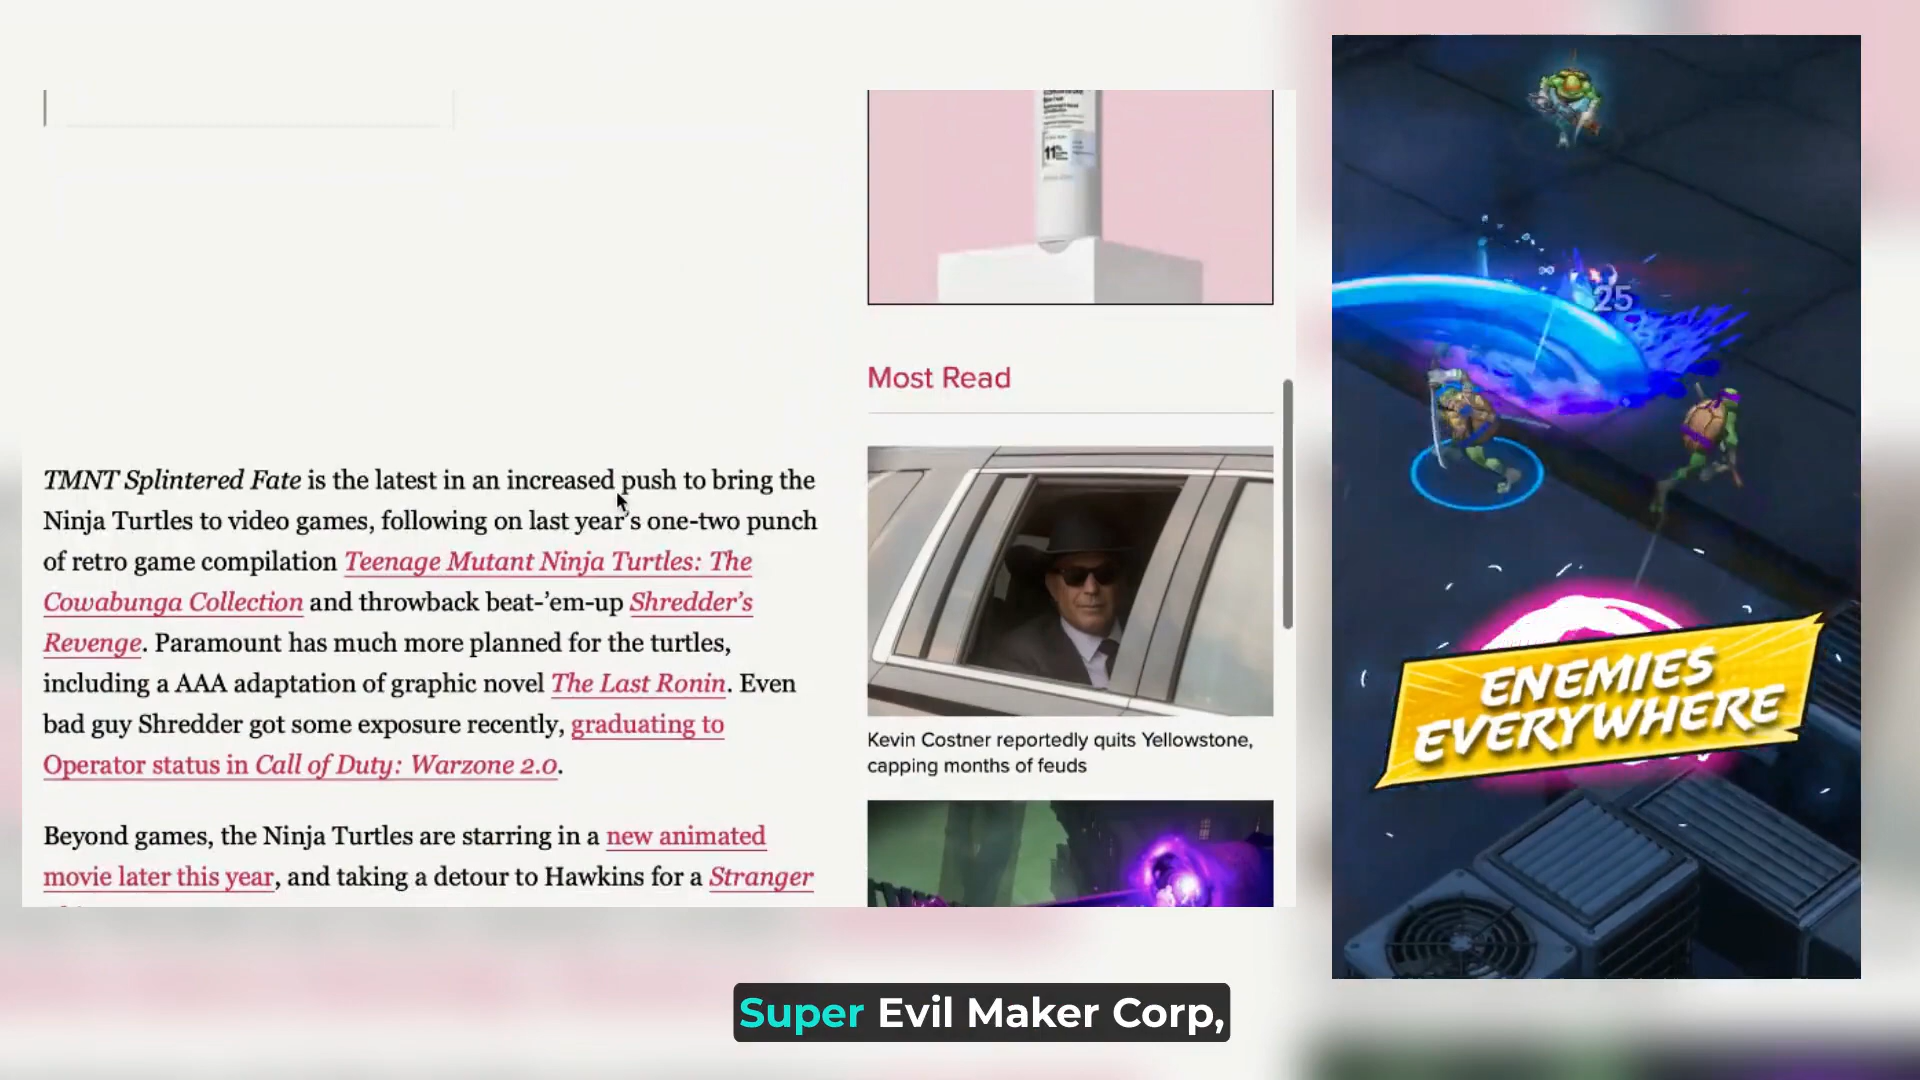 TMNT Splintered Fate is the latest in an increased push to bring the
Ninja Turtles to video games, following on last year's one-two punch
of retro game compilation Teenage Mutant Ninja Turtles: The
Cowabunga Collection and throwback beat-'em-up Shredder's
Revenge. Paramount has much more planned for the turtles,
including a AAA adaptation of graphic novel The Last Ronin. Even
bad guy Shredder got some exposure recently, graduating to
Operator status in Call of Duty: Warzone 2.0.
Beyond games, the Ninja Turtles are starring in a new animated
movie later this year, and taking a detour to Hawkins for a Stranger
11%
Most Read
Kevin Costner reportedly quits Yellowstone,
capping months of feuds
25
ENEMIES
EVERYWHERE
Super Evil Maker Corp,